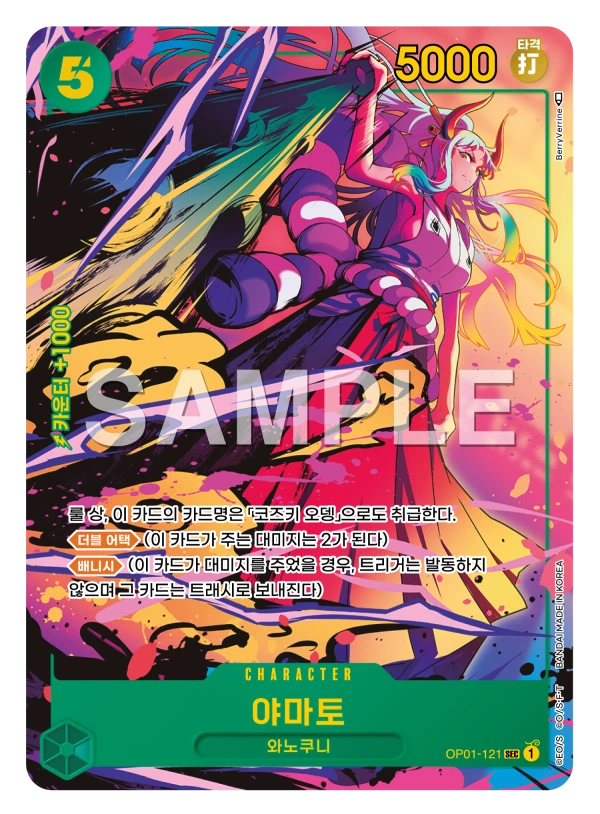 5
5000
타격
打
BerryVerrine
카운터 +1000
SAMPLE
룰 상, 이 카드의 카드명은 「코즈키 오뎅」으로도 취급한다.
더블 어택 (이 카드가 주는 대미지는 2가 된다)
배니시 (이 카드가 대미지를 주었을 경우, 트리거는 발동하지
않으며 그 카드는 트래시로 보내진다)
CHARACTER
야마토
와노쿠니
OP01-121 SEC 1
©EO/S ©O/S·F·T BANDAI MADE IN KOREA